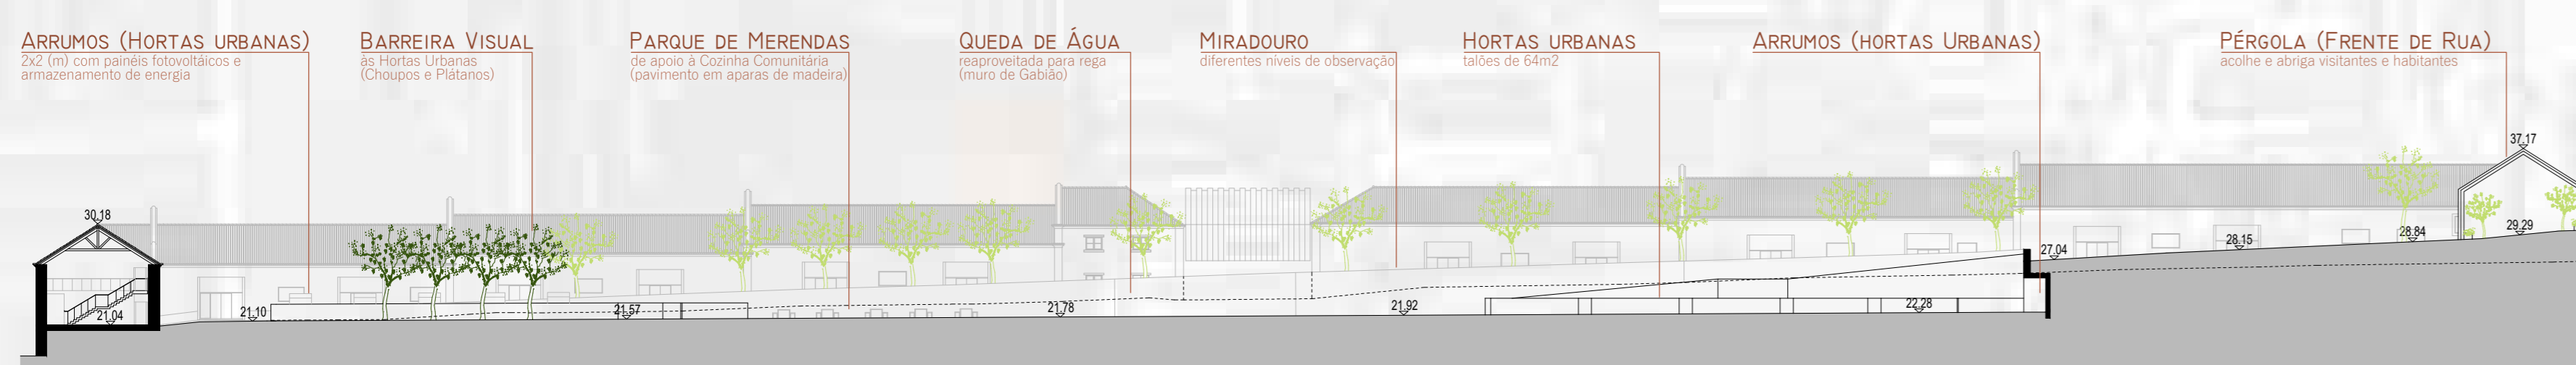 ARRUMOS (HORTAS URBANAS)
2x2 (m) com painéis fotovoltáicos e
armazenamento de energia
BARREIRA VISUAL
às Hortas Urbanas
(Choupos e Plátanos)
PARQUE DE MERENDAS
de apoio à Cozinha Comunitária
(pavimento em aparas de madeira)
QUEDA DE ÁGUA
reaproveitada para rega
(muro de Gabião)
MIRADOURO
diferentes níveis de observação
HORTAS URBANAS
talões de 64m2
ARRUMOS (HORTAS URBANAS)
PÉRGOLA (FRENTE DE RUA)
acolhe e abriga visitantes e habitantes
30.18
21.04
21.10
21.57
21.78
21.92
22.28
27.04
28.15
28.84
29.29
37.17